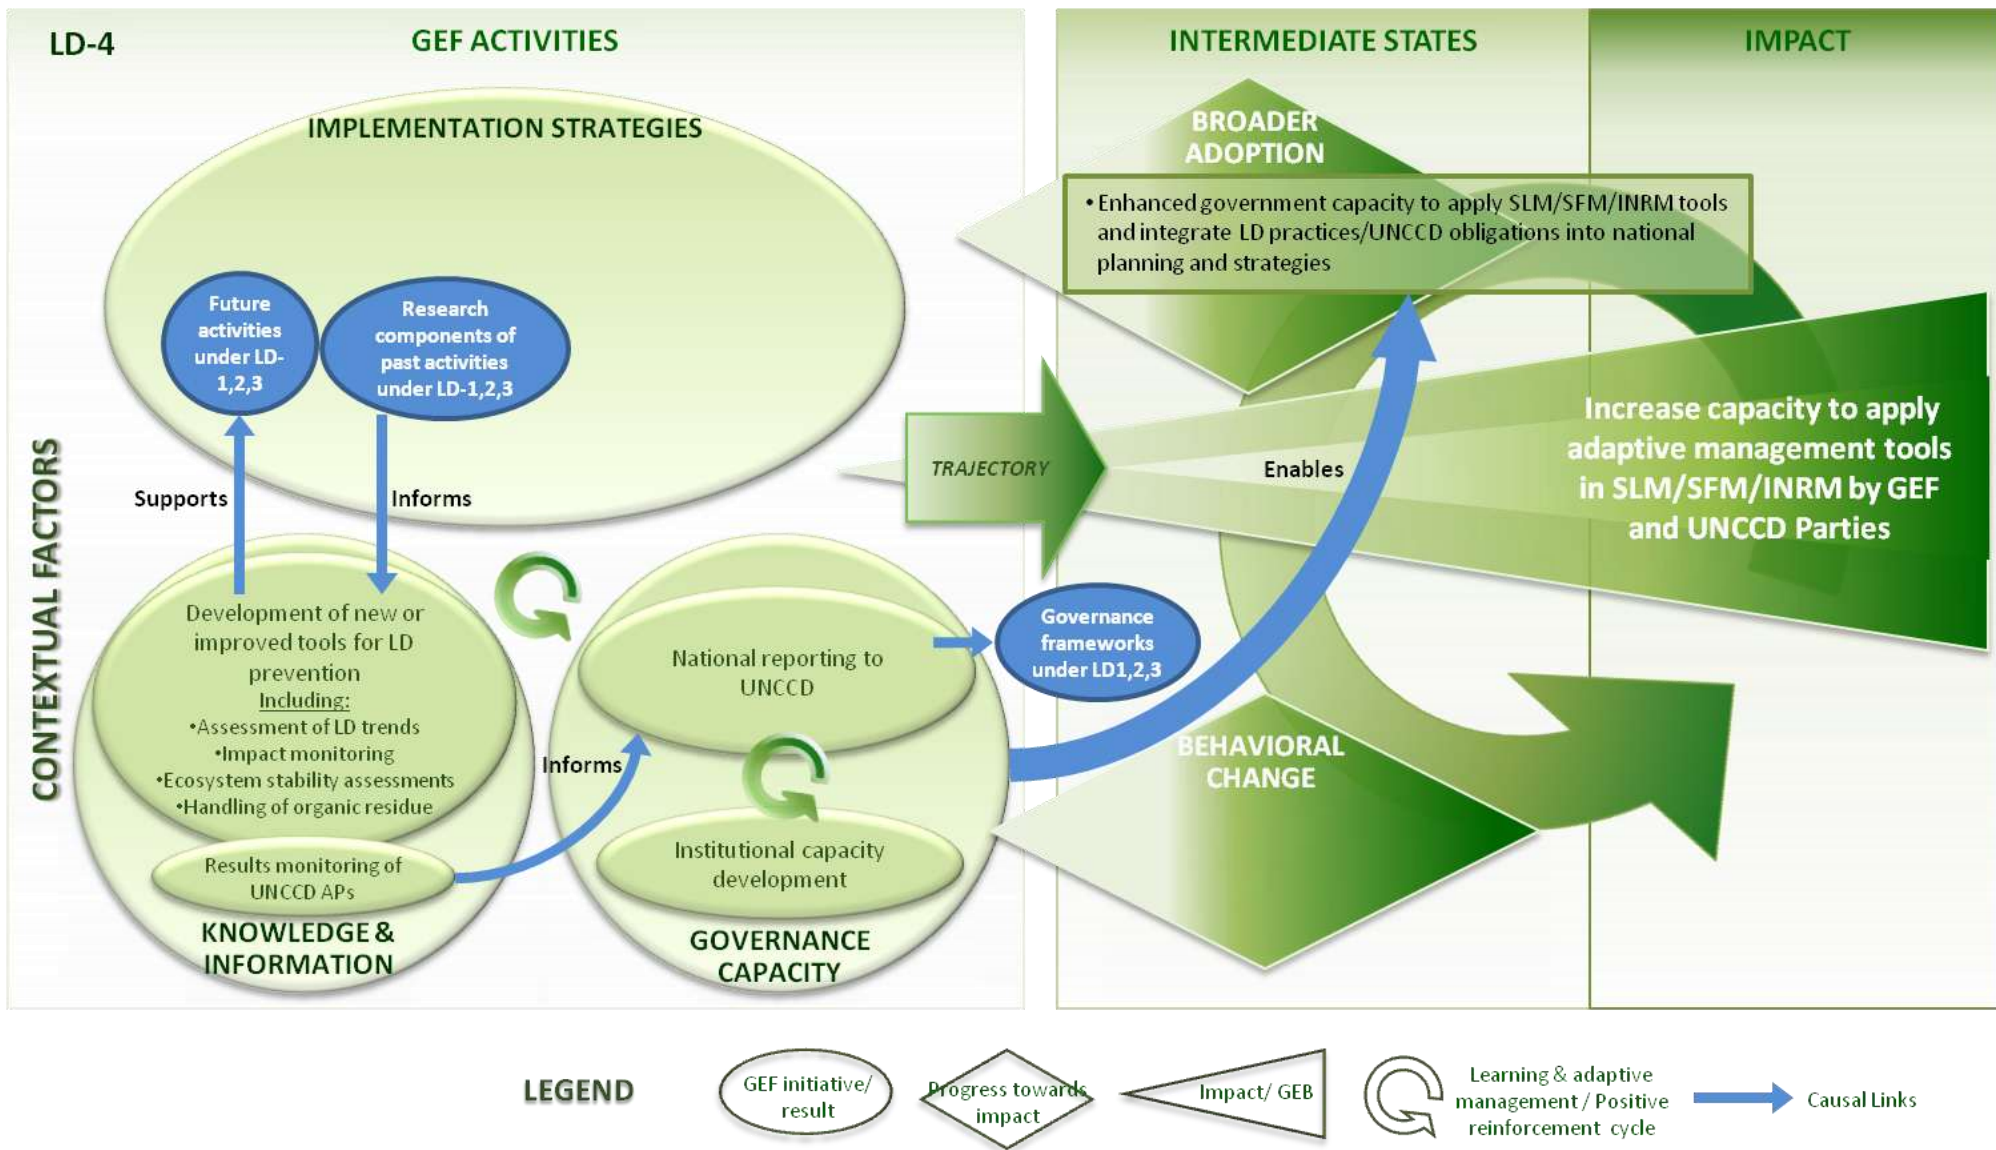 LD-4
GEF ACTIVITIES
INTERMEDIATE STATES
IMPACT
IMPLEMENTATION STRATEGIES
Future
activities
under LD-
1,2,3
Research
components of
past activities
under LD-1,2,3
Supports
Informs
CONTEXTUAL FACTORS
Development of new or
improved tools for LD
prevention
Including:
•Assessment of LD trends
•Impact monitoring
•Ecosystem stability assessments
•Handling of organic residue
Results monitoring of
UNCCD APs
KNOWLEDGE &
INFORMATION
Informs
National reporting to
UNCCD
Institutional capacity
development
GOVERNANCE
CAPACITY
Governance
frameworks
under LD1,2,3
TRAJECTORY
BROADER
ADOPTION
• Enhanced government capacity to apply SLM/SFM/INRM tools
and integrate LD practices/UNCCD obligations into national
planning and strategies
Enables
BEHAVIORAL
CHANGE
Increase capacity to apply
adaptive management tools
in SLM/SFM/INRM by GEF
and UNCCD Parties
LEGEND
GEF initiative/
result
Progress towards
impact
Impact/ GEB
Learning & adaptive
management / Positive
reinforcement cycle
Causal Links